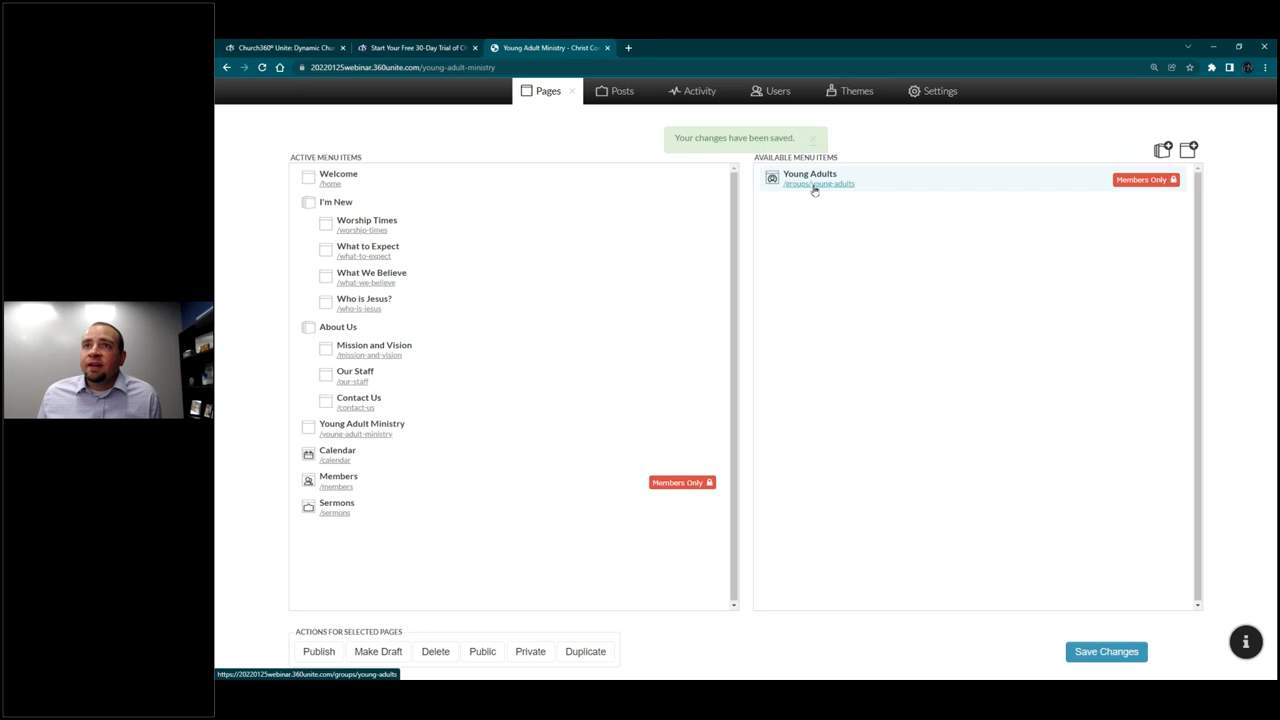 Church360° Unite: Dynamic Chu
Start Your Free 30-Day Trial of Ch
Young Adult Ministry - Christ Co
20220125webinar.360unite.com/young-adult-ministry
Pages
Posts
Activity
Users
Themes
Settings
Your changes have been saved.
ACTIVE MENU ITEMS
Welcome
/home
I'm New
Worship Times
/worship-times
What to Expect
/what-to-expect
What We Believe
/what-we-believe
Who is Jesus?
/who-is-jesus
About Us
Mission and Vision
/mission-and-vision
Our Staff
/our-staff
Contact Us
/contact-us
Young Adult Ministry
/young-adult-ministry
Calendar
/calendar
Members
/members
Members Only
Sermons
/sermons
AVAILABLE MENU ITEMS
Young Adults
/groups/young-adults
Members Only
ACTIONS FOR SELECTED PAGES
Publish
Make Draft
Delete
Public
Private
Duplicate
Save Changes
https://20220125webinar.360unite.com/groups/young-adults